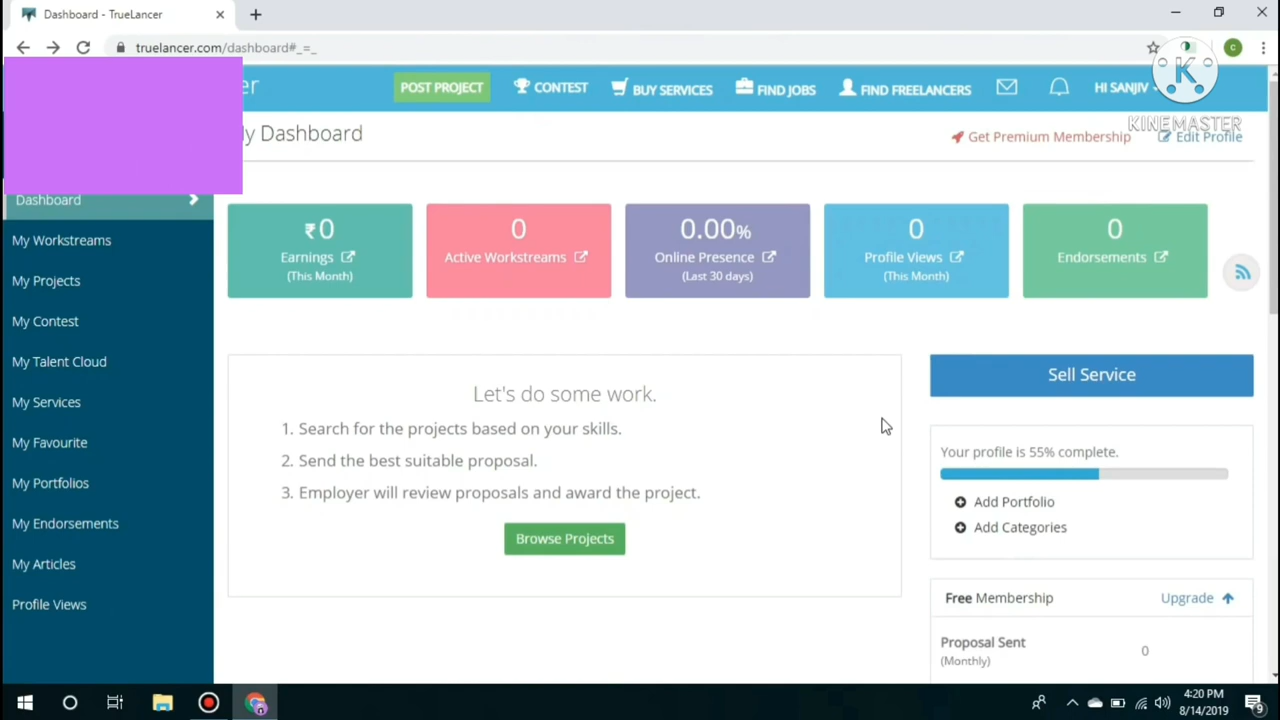 Dashboard - TrueLancer
truelancer.com/dashboard#_=_
C
er
POST PROJECT
CONTEST
BUY SERVICES
FIND JOBS
FIND FREELANCERS
HI SANJIV
K
KINEMASTER
y Dashboard
Get Premium Membership
Edit Profile
Dashboard
My Workstreams
My Projects
My Contest
My Talent Cloud
My Services
My Favourite
My Portfolios
My Endorsements
My Articles
Profile Views
₹0
Earnings
(This Month)
0
Active Workstreams
0.00%
Online Presence
(Last 30 days)
0
Profile Views
(This Month)
0
Endorsements
Let's do some work.
1. Search for the projects based on your skills.
2. Send the best suitable proposal.
3. Employer will review proposals and award the project.
Browse Projects
Sell Service
Your profile is 55% complete.
Add Portfolio
Add Categories
Free Membership
Upgrade
Proposal Sent
(Monthly)
0
4:20 PM
8/14/2019
9